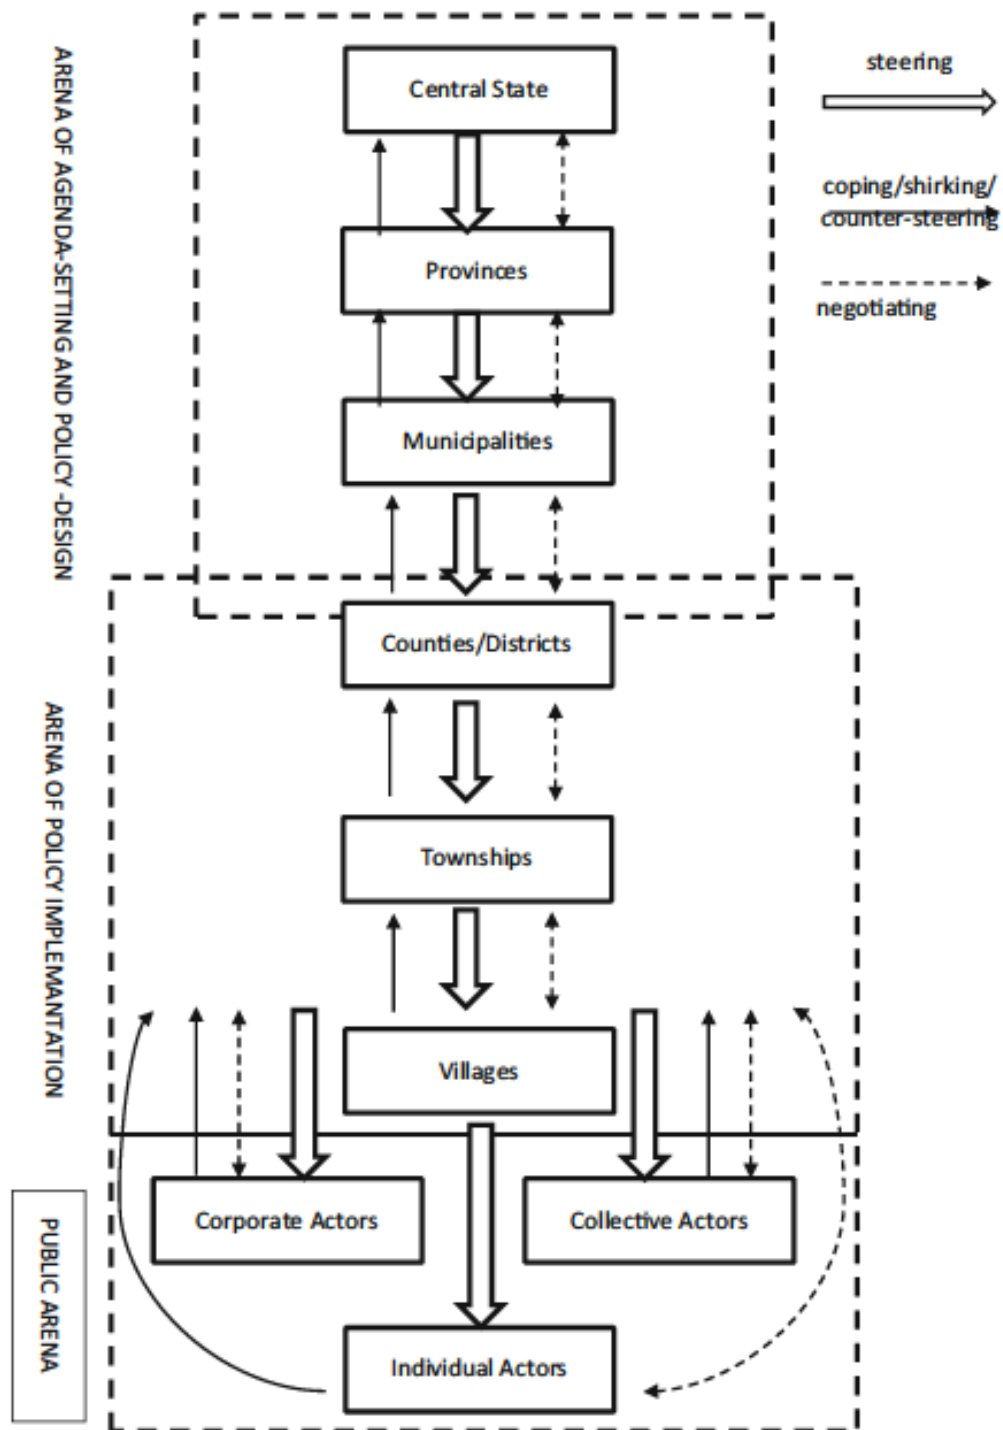 ARENA OF AGENDA-SETTING AND POLICY -DESIGN
Central State
steering
coping/shirking/
counter-steering
Provinces
negotiating
Municipalities
Counties/Districts
ARENA OF POLICY IMPLEMANTATION
Townships
Villages
PUBLIC ARENA
Corporate Actors
Collective Actors
Individual Actors